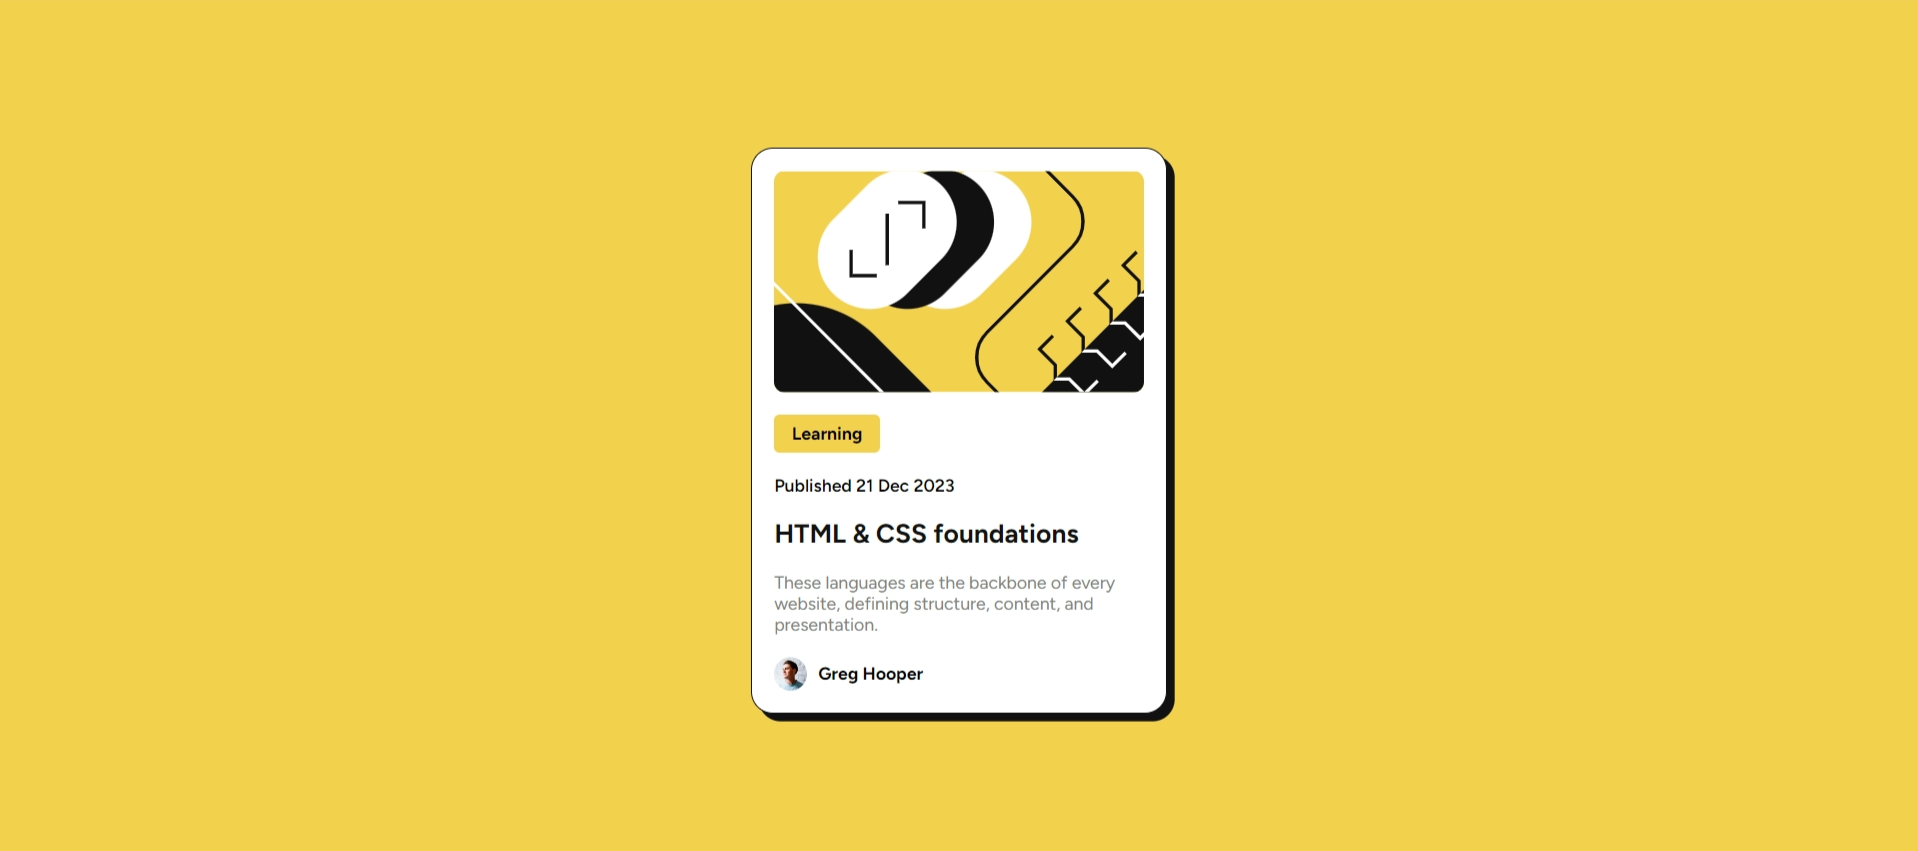 Learning
Published 21 Dec 2023
HTML & CSS foundations
These languages are the backbone of every
website, defining structure, content, and
presentation.
Greg Hooper